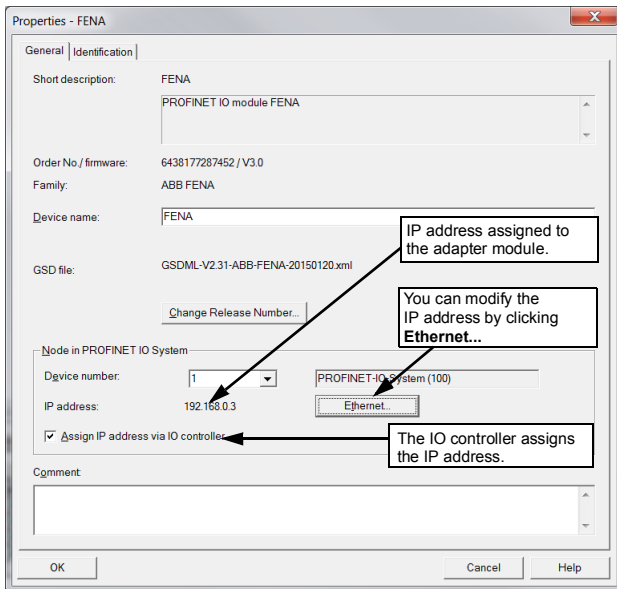 Properties - FENA
X
General
Identification
Short description:
FENA
PROFINET IO module FENA
Order No./ firmware:
6438177287452 / V3.0
Family:
ABB FENA
Device name:
FENA
IP address assigned to
the adapter module.
GSD file:
GSDML-V2.31-ABB-FENA-20150120.xml
You can modify the
IP address by clicking
Ethernet...
Change Release Number...
Node in PROFINET IO System
Device number:
1
PROFINET-IO-System (100)
IP address:
192.168.0.3
Ethernet...
Assign IP address via IO controller
The IO controller assigns
the IP address.
Comment:
OK
Cancel
Help